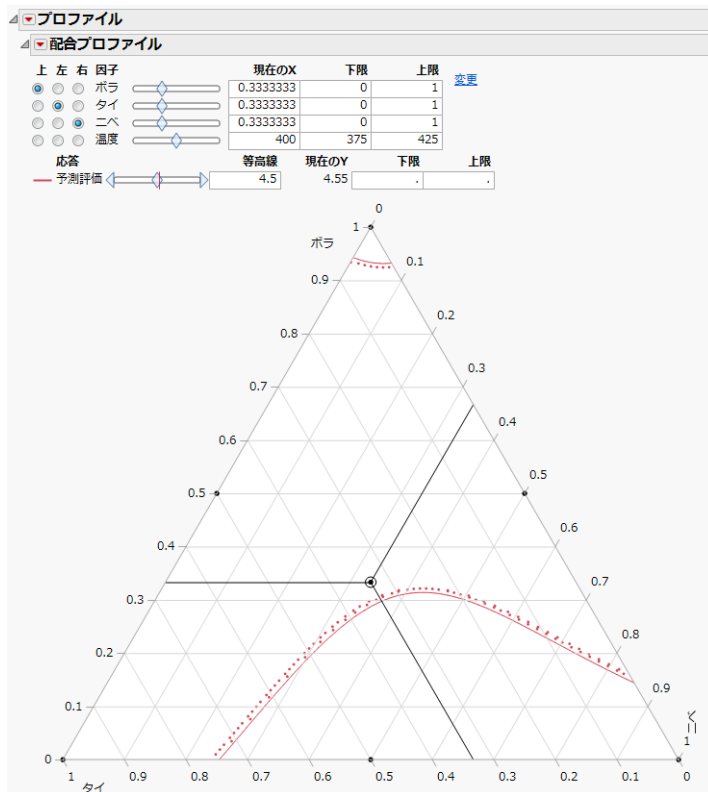 プロファイル
配合プロファイル
上 左 右 因子 現在のX 下限 上限
ボラ 0.3333333 0 1 変更
タイ 0.3333333 0 1
ニベ 0.3333333 0 1
温度 400 375 425
応答 等高線 現在のY 下限 上限
予測評価 4.5 4.55 . .
0
1
ボラ
0.1
0.9
0.2
0.8
0.3
0.7
0.4
0.6
0.5
0.5
0.6
0.4
0.7
0.3
0.8
0.2
0.9
0.1
ニベ
1
0
1 0.9 0.8 0.7 0.6 0.5 0.4 0.3 0.2 0.1 0
タイ